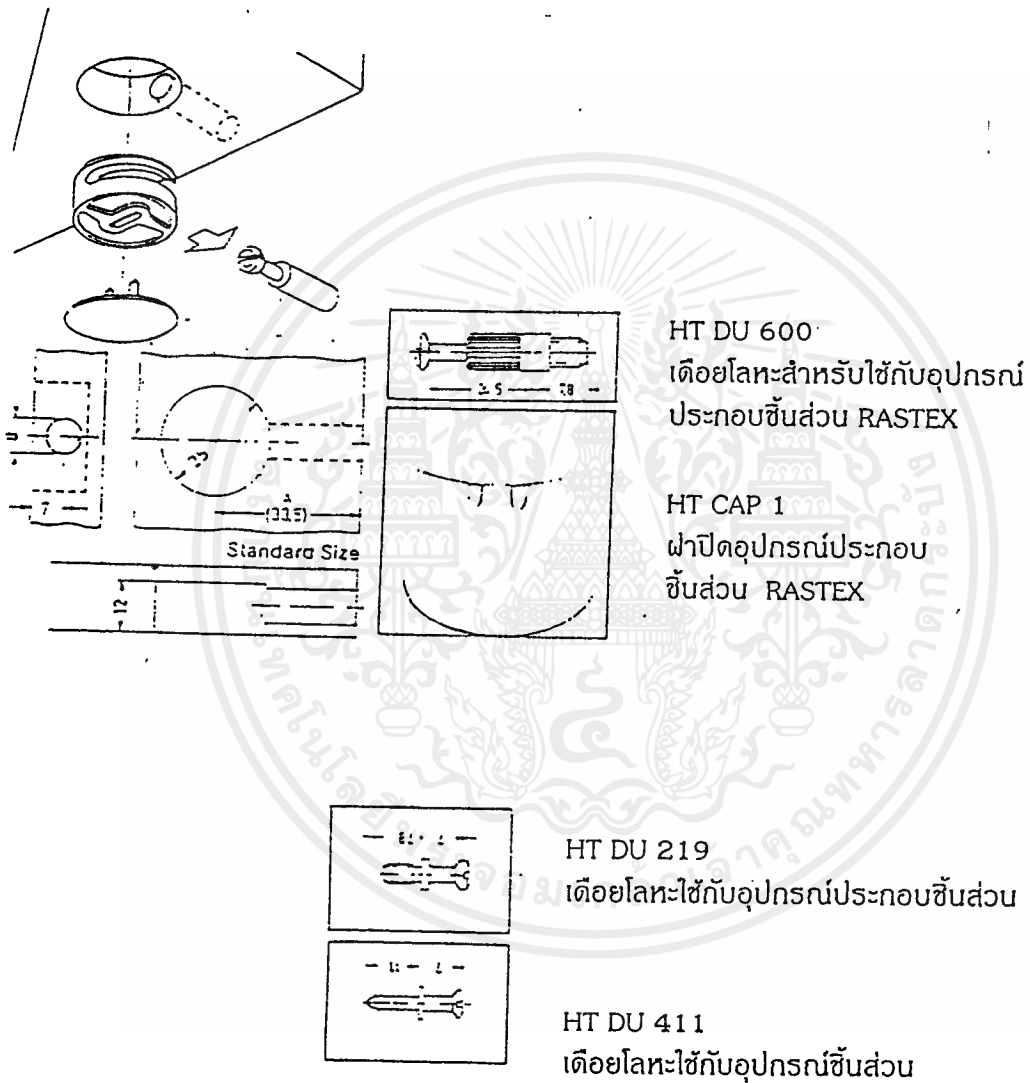 HT DU 600
เดือยโลหะสำหรับใช้กับอุปกรณ์
ประกอบชิ้นส่วน RASTEX
HT CAP 1
ฝาปิดอุปกรณ์ประกอบ
ชิ้นส่วน RASTEX
7
25
(33.5)
Standard Size
12
HT DU 219
เดือยโลหะใช้กับอุปกรณ์ประกอบชิ้นส่วน
HT DU 411
เดือยโลหะใช้กับอุปกรณ์ชิ้นส่วน